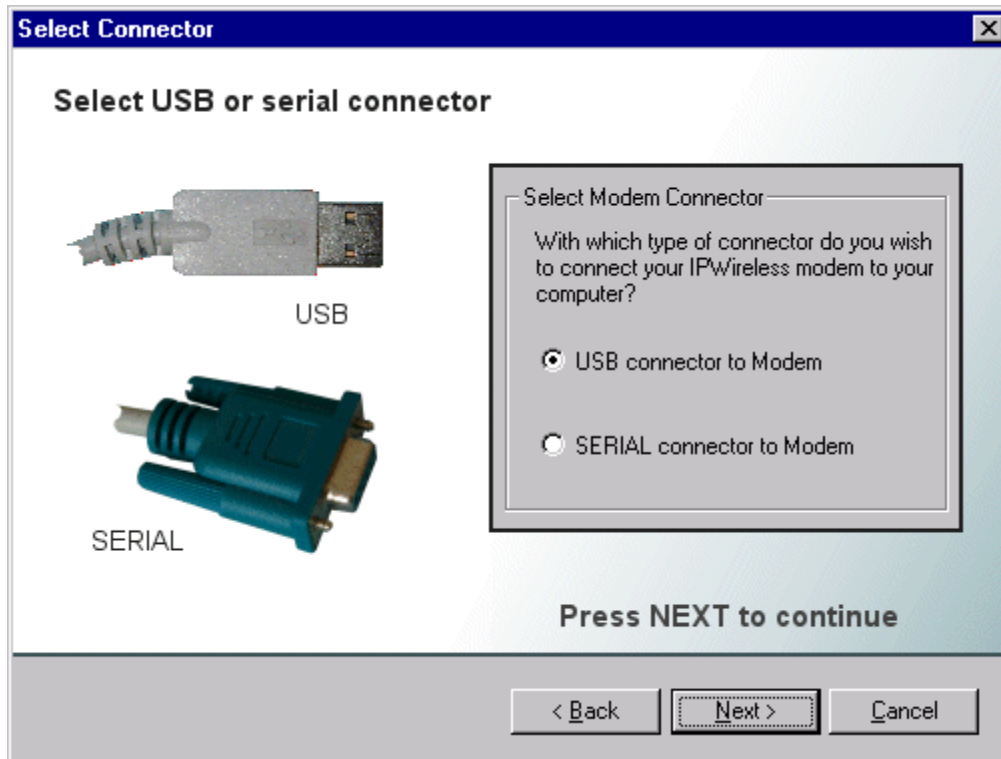 Select Connector
Select USB or serial connector
USB
SERIAL
Select Modem Connector
With which type of connector do you wish
to connect your IPWireless modem to your
computer?
USB connector to Modem
SERIAL connector to Modem
Press NEXT to continue
< Back
Next >
Cancel